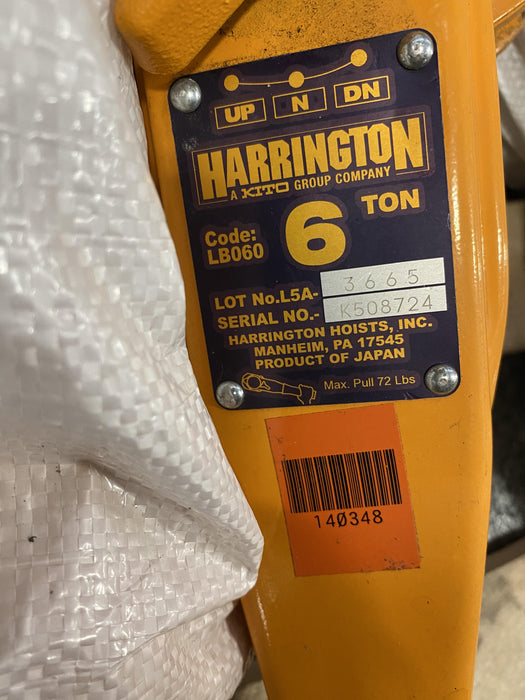 UP N DN
HARRINGTON
A KITO GROUP COMPANY
Code: LB060
6 TON
LOT No.L5A- 3665
SERIAL NO.- K508724
HARRINGTON HOISTS, INC.
MANHEIM, PA 17545
PRODUCT OF JAPAN
Max. Pull 72 Lbs
140348